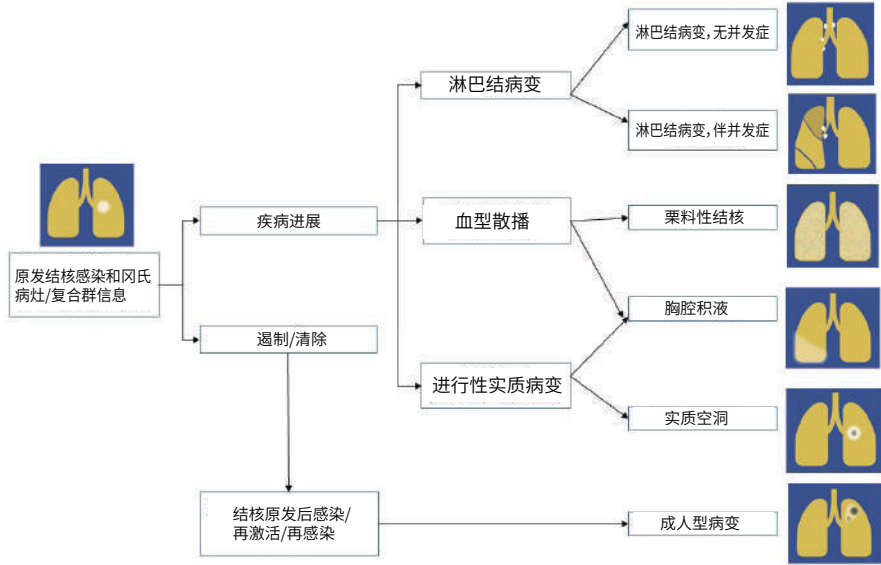 淋巴结病变，无并发症
淋巴结病变
淋巴结病变，伴并发症
疾病进展
血型散播
栗料性结核
原发结核感染和冈氏
病灶/复合群信息
胸腔积液
遏制/清除
进行性实质病变
实质空洞
结核原发后感染/
再激活/再感染
成人型病变